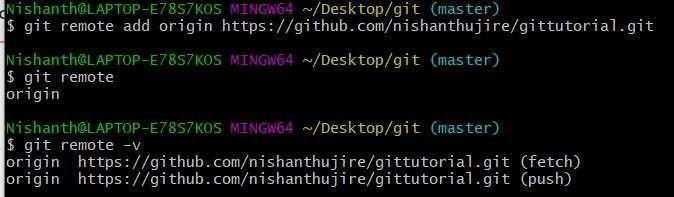 Nishanth@LAPTOP-E78S7KOS MINGW64 ~/Desktop/git (master)
$ git remote add origin https://github.com/nishanthujire/gittutorial.git
Nishanth@LAPTOP-E78S7KOS MINGW64 ~/Desktop/git (master)
$ git remote
origin
Nishanth@LAPTOP-E78S7KOS MINGW64 ~/Desktop/git (master)
$ git remote -v
origin  https://github.com/nishanthujire/gittutorial.git (fetch)
origin  https://github.com/nishanthujire/gittutorial.git (push)